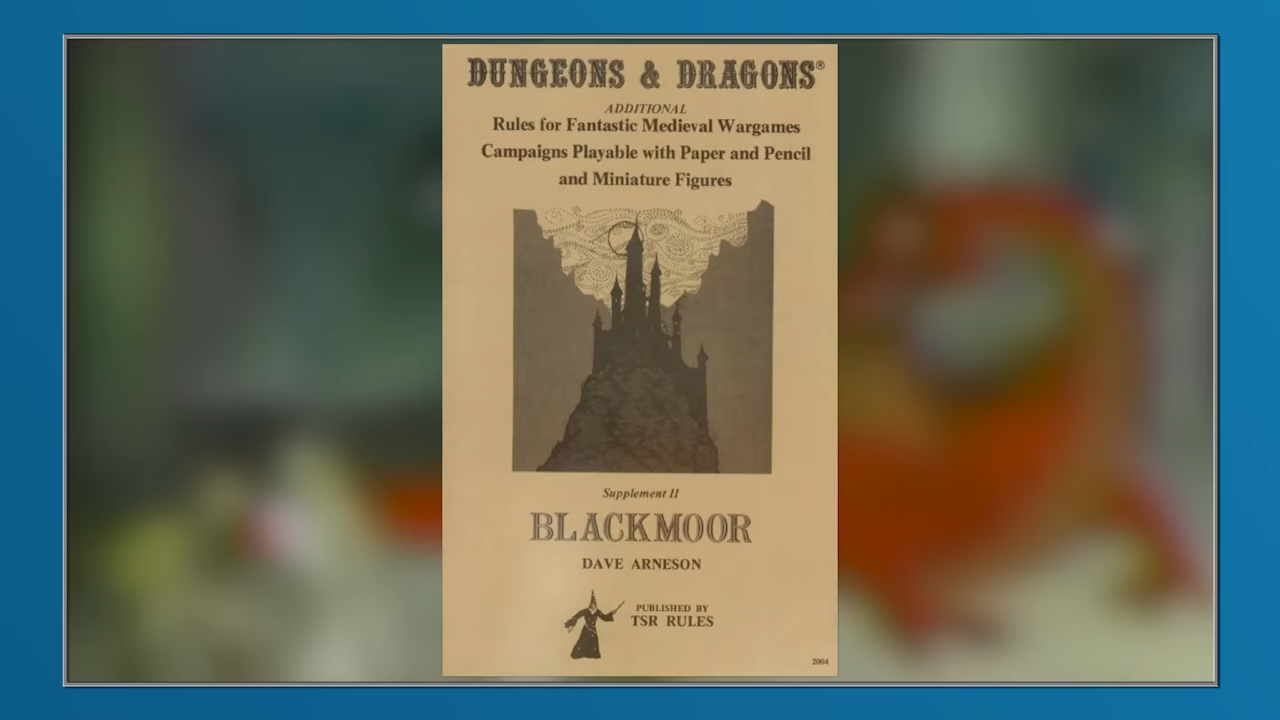 DUNGEONS & DRAGONS®
ADDITIONAL
Rules for Fantastic Medieval Wargames
Campaigns Playable with Paper and Pencil
and Miniature Figures
Supplement II
BLACKMOOR
DAVE ARNESON
PUBLISHED BY
TSR RULES
2004